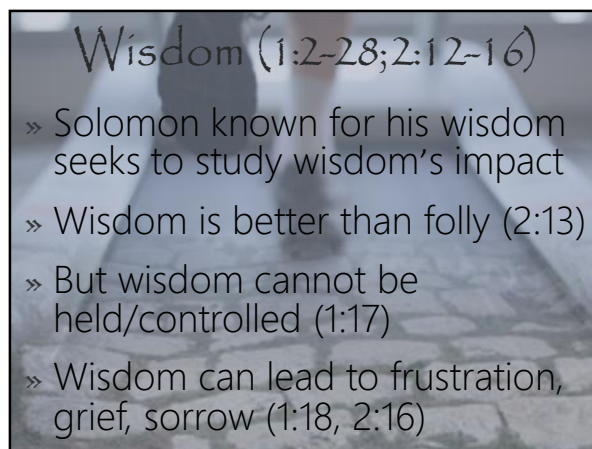 Wisdom (1:2-28;2:12-16)
» Solomon known for his wisdom
seeks to study wisdom's impact
» Wisdom is better than folly (2:13)
» But wisdom cannot be
held/controlled (1:17)
» Wisdom can lead to frustration,
grief, sorrow (1:18, 2:16)